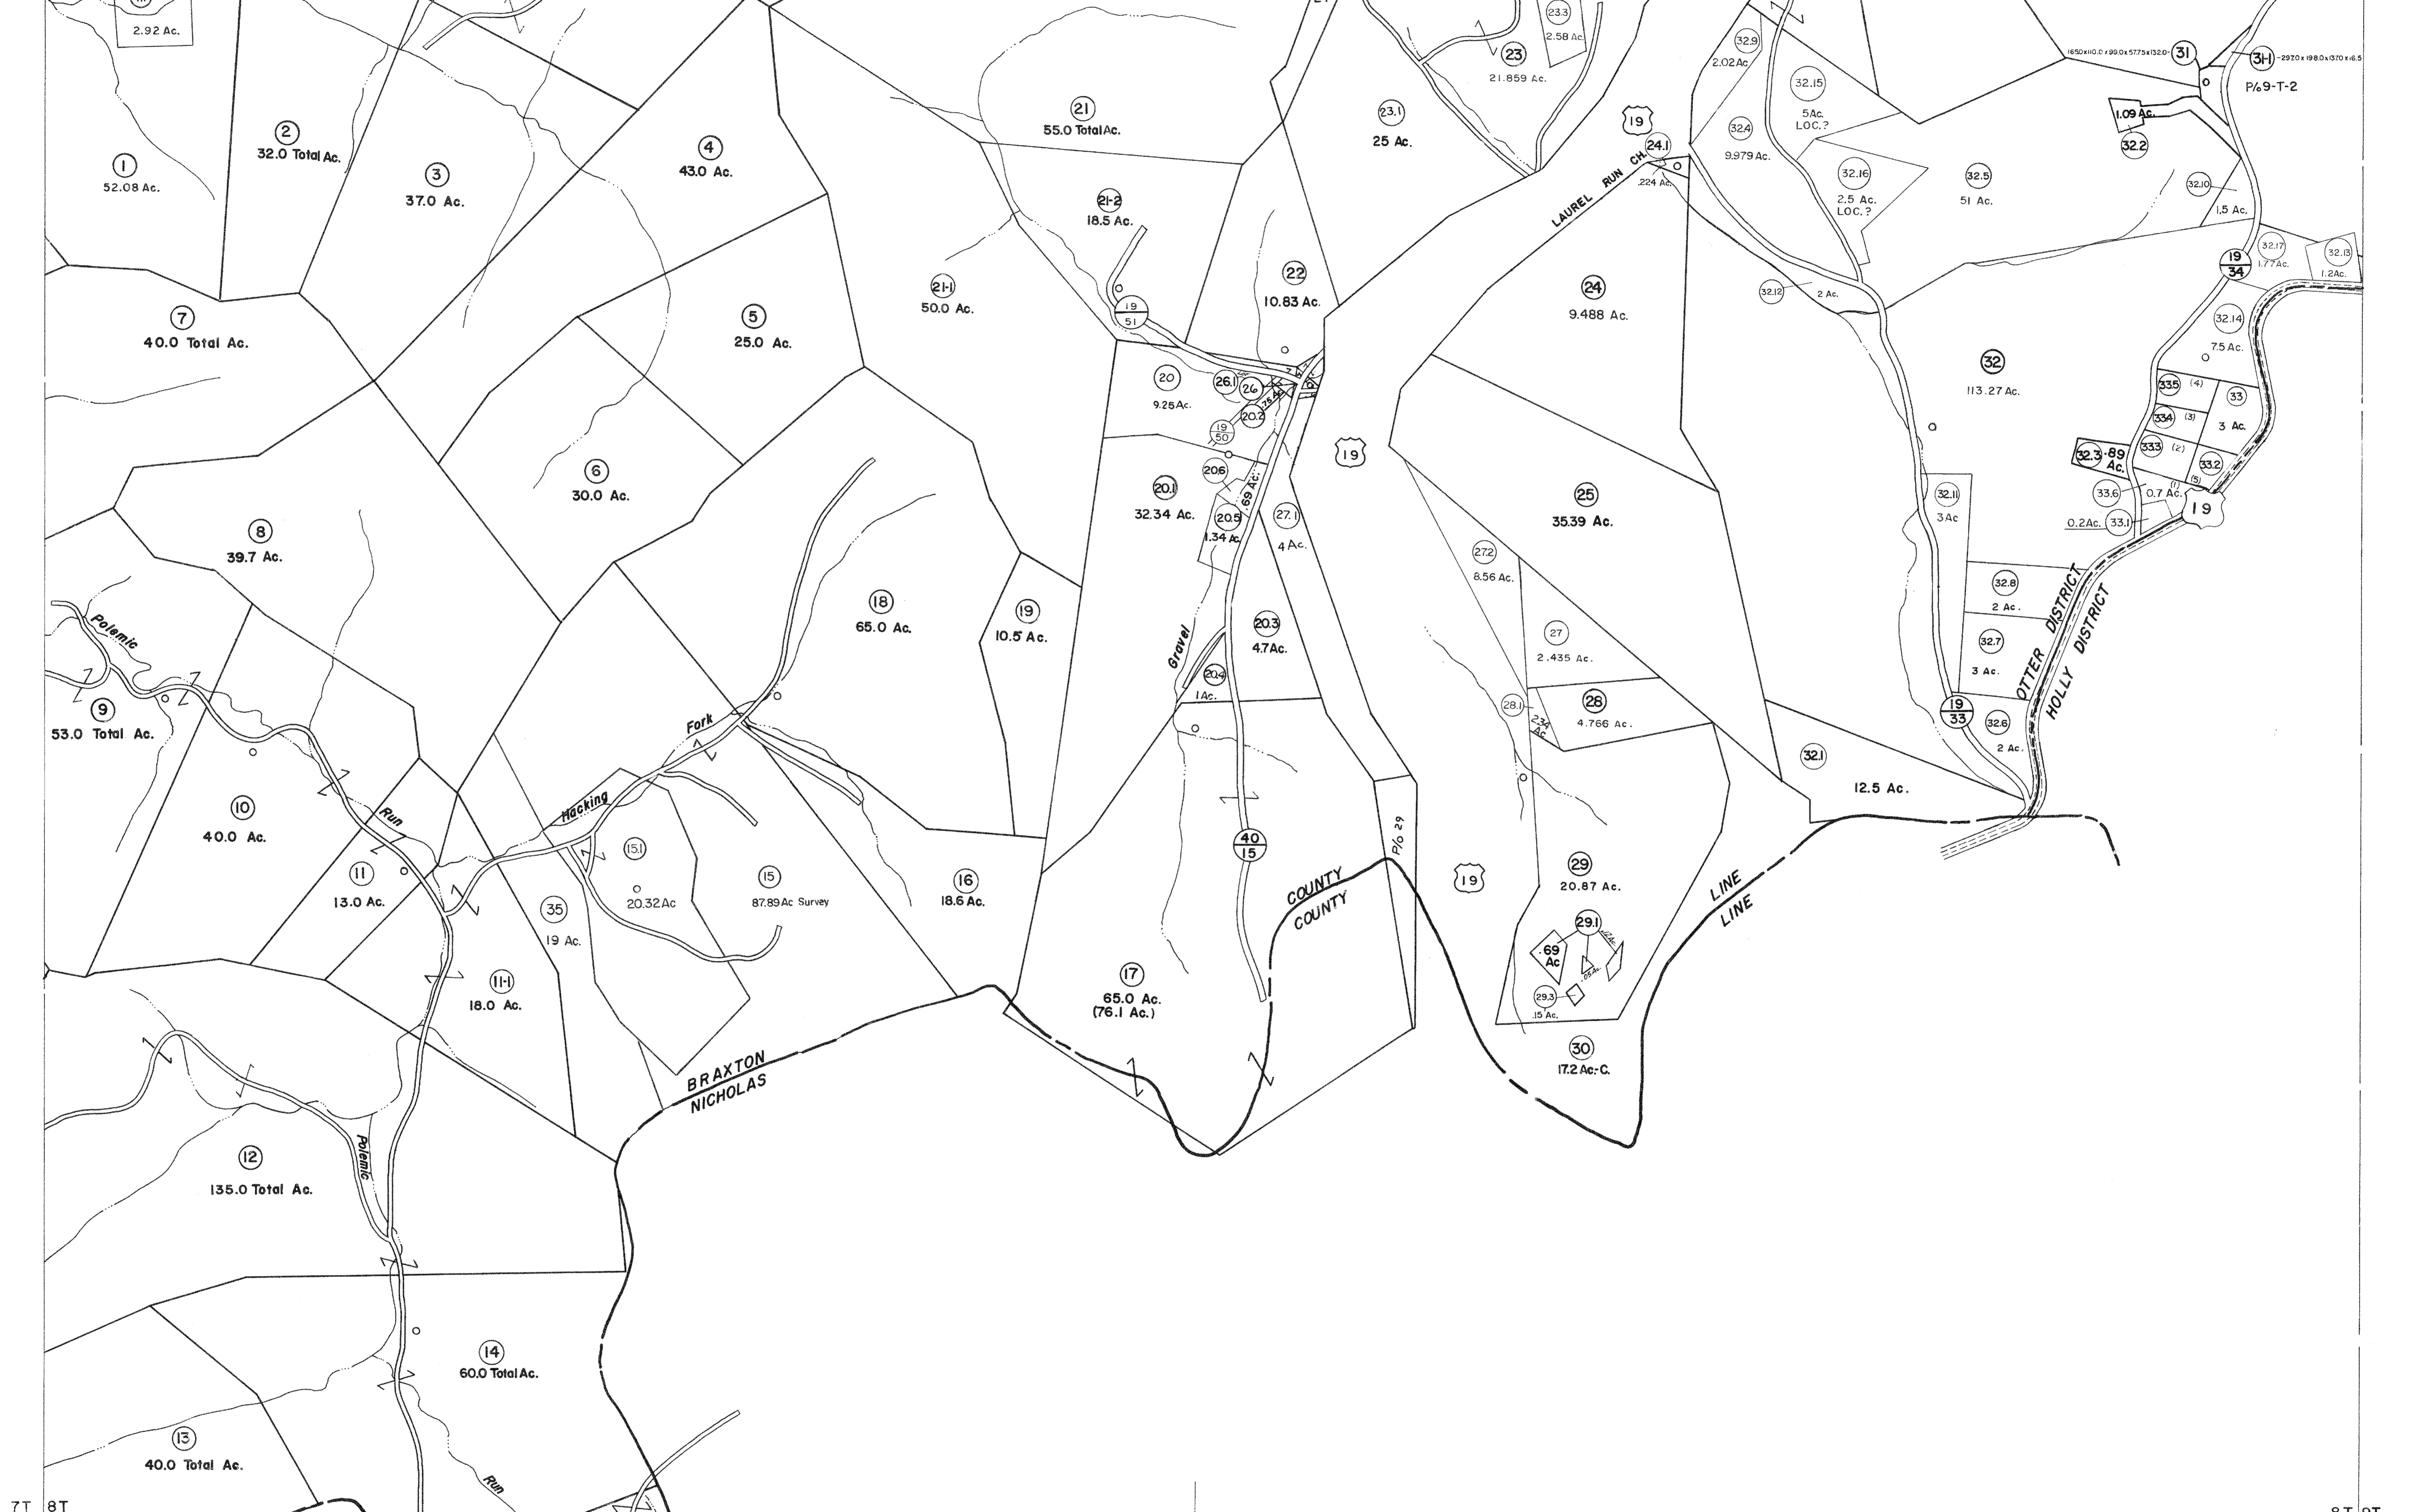 2.92 Ac.
1
52.08 Ac.
2
32.0 Total Ac.
3
37.0 Ac.
4
43.0 Ac.
21
55.0 Total Ac.
21-2
18.5 Ac.
23.1
25 Ac.
23
21.859 Ac.
23.3
2.58 Ac.
19
24.1
.224 Ac.
LAUREL RUN CH.
32.9
2.02 Ac.
32.15
5 Ac.
LOC.?
32.4
9.979 Ac.
32.16
2.5 Ac.
LOC.?
32.5
51 Ac.
31
31-1
P/o 9-T-2
1.09 Ac.
32.2
32.10
1.5 Ac.
32.17
1.77 Ac.
32.13
1.2 Ac.
19
34
7
40.0 Total Ac.
5
25.0 Ac.
21-1
50.0 Ac.
19
51
22
10.83 Ac.
24
9.488 Ac.
32.12
2 Ac.
32
113.27 Ac.
32.14
7.5 Ac.
20
9.25 Ac.
26.1
26
.75 Ac.
20.2
19
50
19
33.5
(4)
33
3 Ac.
33.4
(3)
33.3
(2)
33.2
(5)
32.3
.89
Ac.
33.6
0.7 Ac.
(1)
0.2 Ac.
33.1
19
6
30.0 Ac.
8
39.7 Ac.
20.1
32.34 Ac.
20.6
.69 Ac.
20.5
1.34 Ac.
27.1
4 Ac.
25
35.39 Ac.
32.11
3 Ac
27.2
8.56 Ac.
32.8
2 Ac.
32.7
3 Ac.
OTTER DISTRICT
HOLLY DISTRICT
Polemic
18
65.0 Ac.
19
10.5 Ac.
Gravel
20.3
4.7 Ac.
20.4
1 Ac.
27
2.435 Ac.
28
4.766 Ac.
28.1
.234
Ac.
19
33
32.6
2 Ac.
9
53.0 Total Ac.
Fork
32.1
12.5 Ac.
10
40.0 Ac.
Run
Hacking
15.1
20.32 Ac
15
87.89 Ac Survey
11
13.0 Ac.
35
19 Ac.
16
18.6 Ac.
40
15
P/o 29
COUNTY
COUNTY
19
29
20.87 Ac.
29.1
.69
Ac
.05 Ac.
29.3
.15 Ac.
LINE
LINE
11-1
18.0 Ac.
17
65.0 Ac.
(76.1 Ac.)
30
17.2 Ac.-C.
BRAXTON
NICHOLAS
12
135.0 Total Ac.
Polemic
14
60.0 Total Ac.
13
40.0 Total Ac.
Run
7T
8T
8T
9T